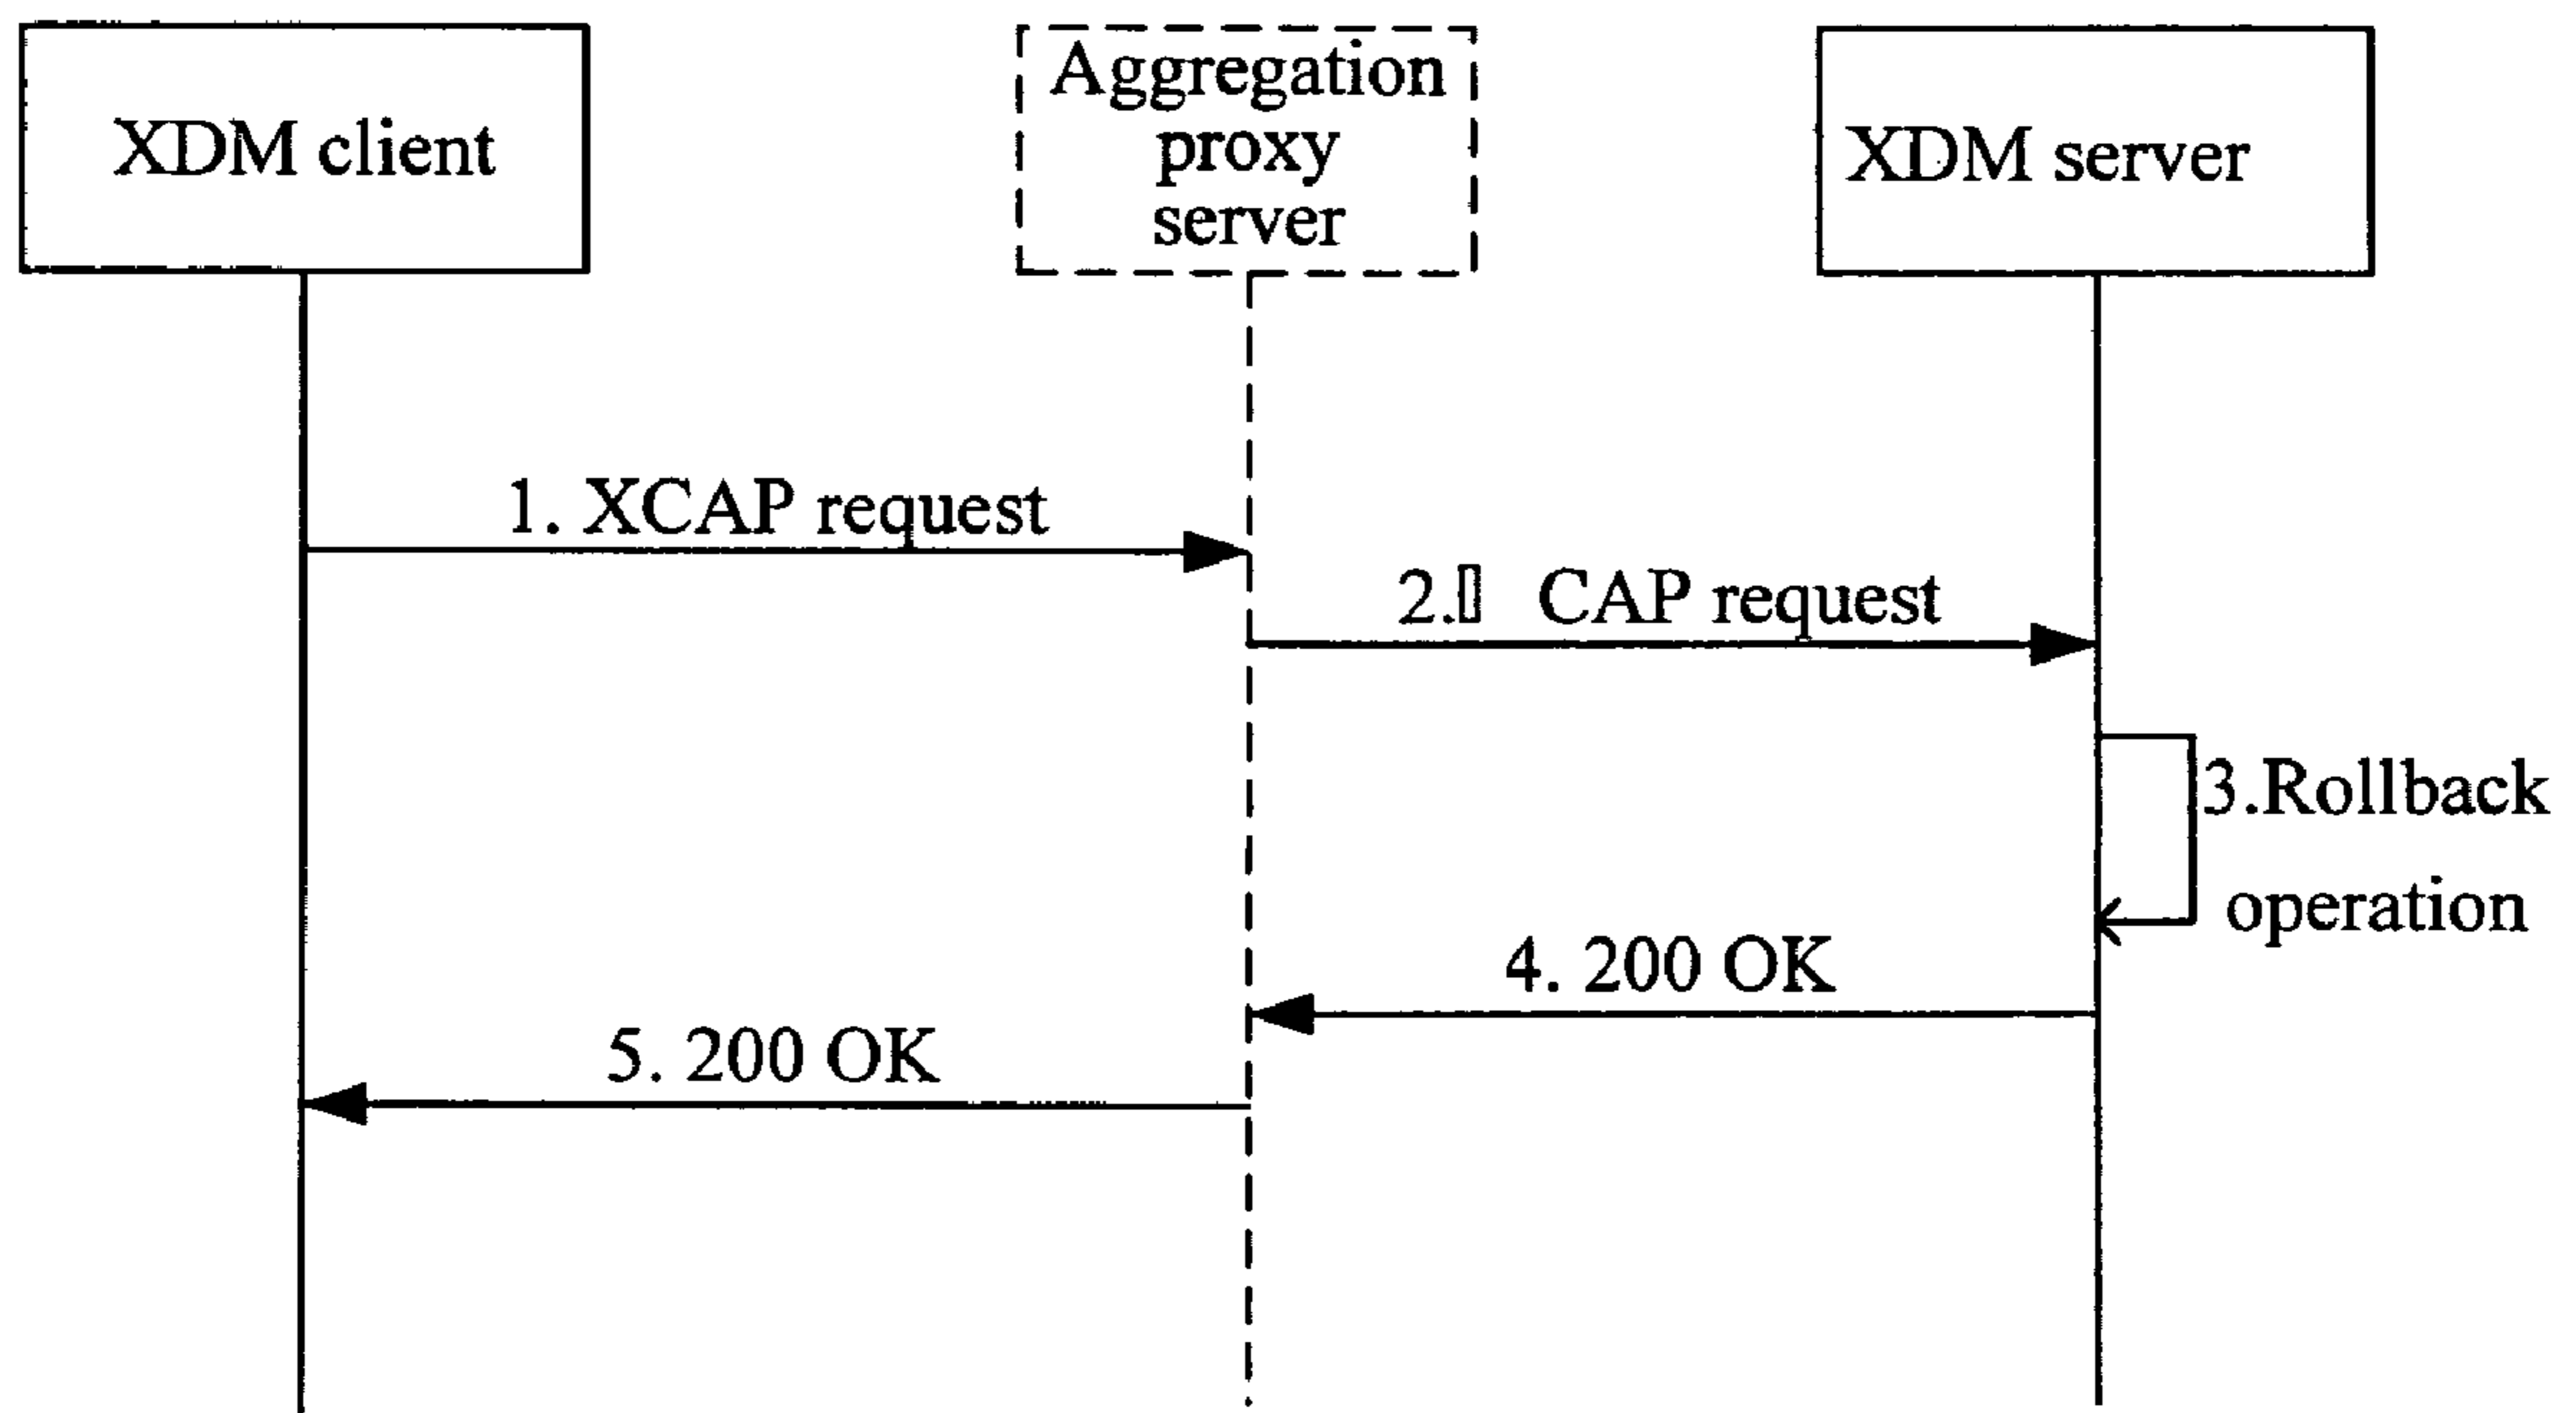 XDM client
Aggregation
proxy
server
XDM server
1. XCAP request
2.▯ CAP request
3.Rollback
operation
4. 200 OK
5. 200 OK